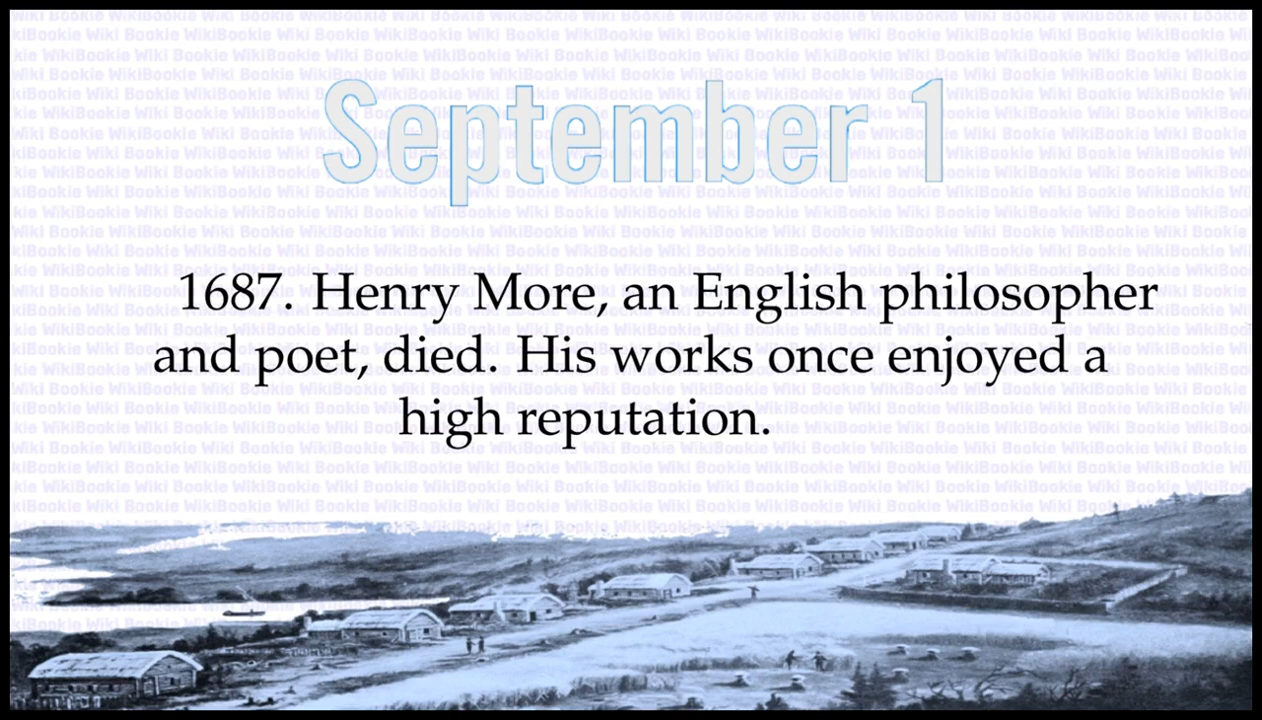 September 1
1687. Henry More, an English philosopher
and poet, died. His works once enjoyed a
high reputation.